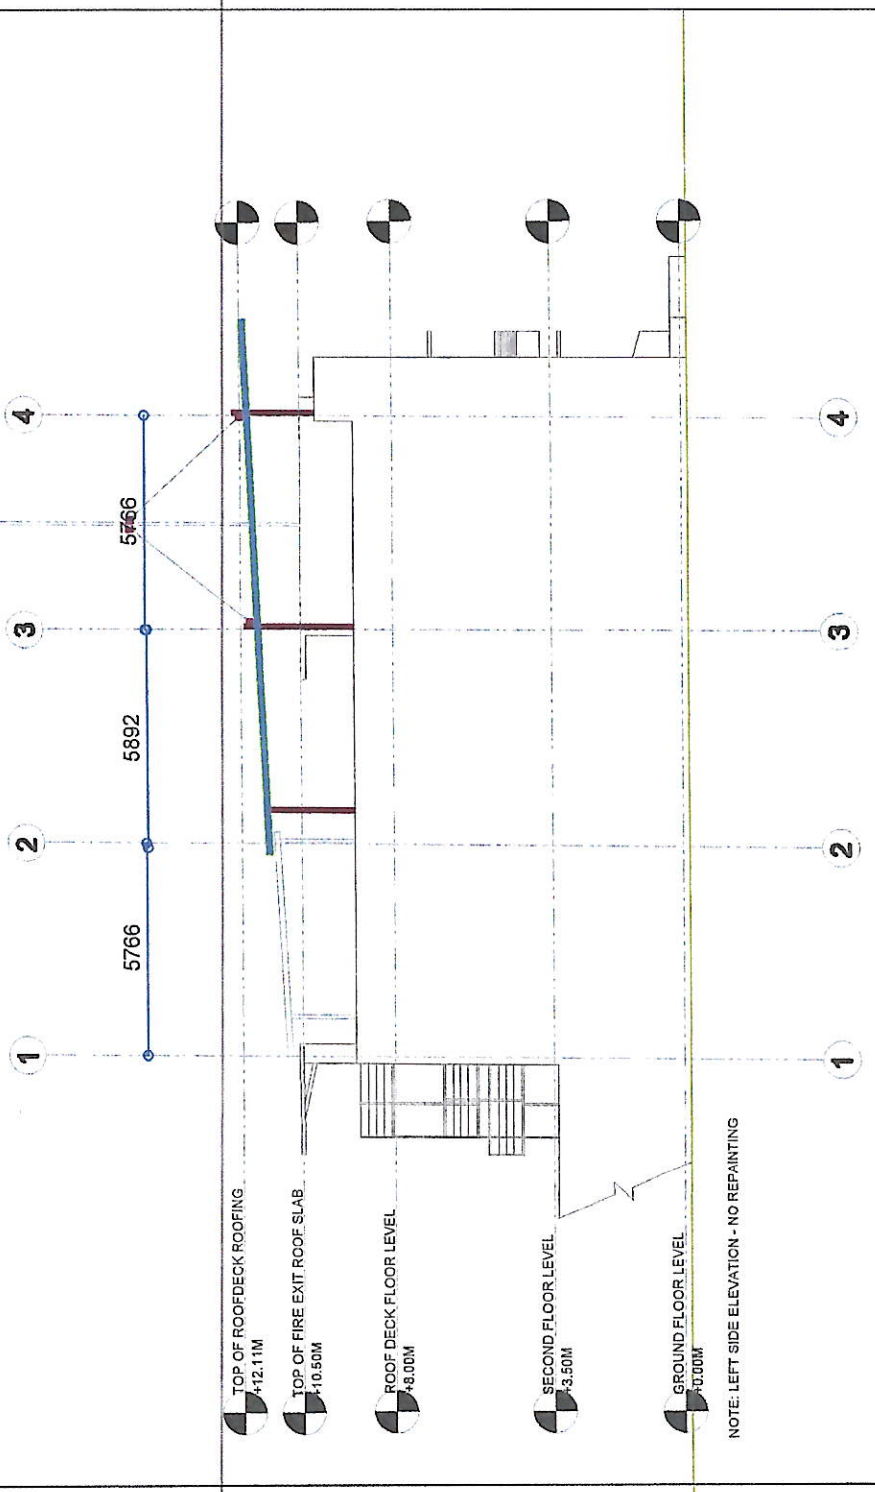 1
2
3
4
5766
5892
5766
TOP OF ROOFDECK ROOFING
+12.11M
TOP OF FIRE EXIT ROOF SLAB
+10.50M
ROOF DECK FLOOR LEVEL
+8.00M
SECOND FLOOR LEVEL
+3.50M
GROUND FLOOR LEVEL
+0.00M
1
2
3
4
NOTE: LEFT SIDE ELEVATION - NO REPAINTING